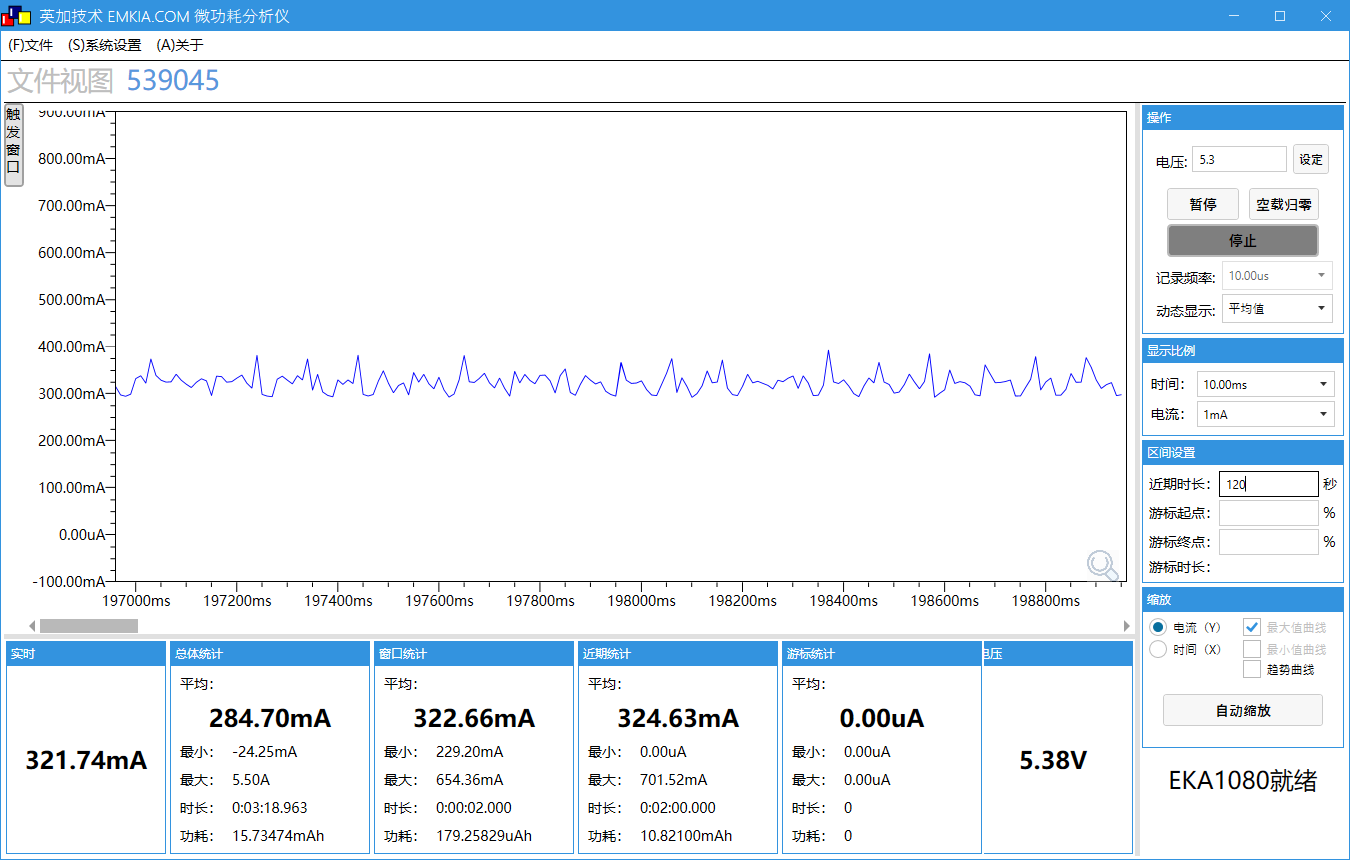 英加技术 EMKIA.COM 微功耗分析仪
(F)文件 (S)系统设置 (A)关于
文件视图 539045
触发窗口
900.00mA
800.00mA
700.00mA
600.00mA
500.00mA
400.00mA
300.00mA
200.00mA
100.00mA
0.00uA
-100.00mA
197000ms 197200ms 197400ms 197600ms 197800ms 198000ms 198200ms 198400ms 198600ms 198800ms
操作
电压: 5.3 设定
暂停 空载归零
停止
记录频率: 10.00us
动态显示: 平均值
显示比例
时间： 10.00ms
电流： 1mA
区间设置
近期时长： 120 秒
游标起点： %
游标终点： %
游标时长：
缩放
电流（Y） 最大值曲线
时间（X） 最小值曲线
趋势曲线
自动缩放
EKA1080就绪
实时
321.74mA
总体统计
平均：
284.70mA
最小： -24.25mA
最大： 5.50A
时长： 0:03:18.963
功耗： 15.73474mAh
窗口统计
平均：
322.66mA
最小： 229.20mA
最大： 654.36mA
时长： 0:00:02.000
功耗： 179.25829uAh
近期统计
平均：
324.63mA
最小： 0.00uA
最大： 701.52mA
时长： 0:02:00.000
功耗： 10.82100mAh
游标统计
平均：
0.00uA
最小： 0.00uA
最大： 0.00uA
时长： 0
功耗： 0
电压
5.38V